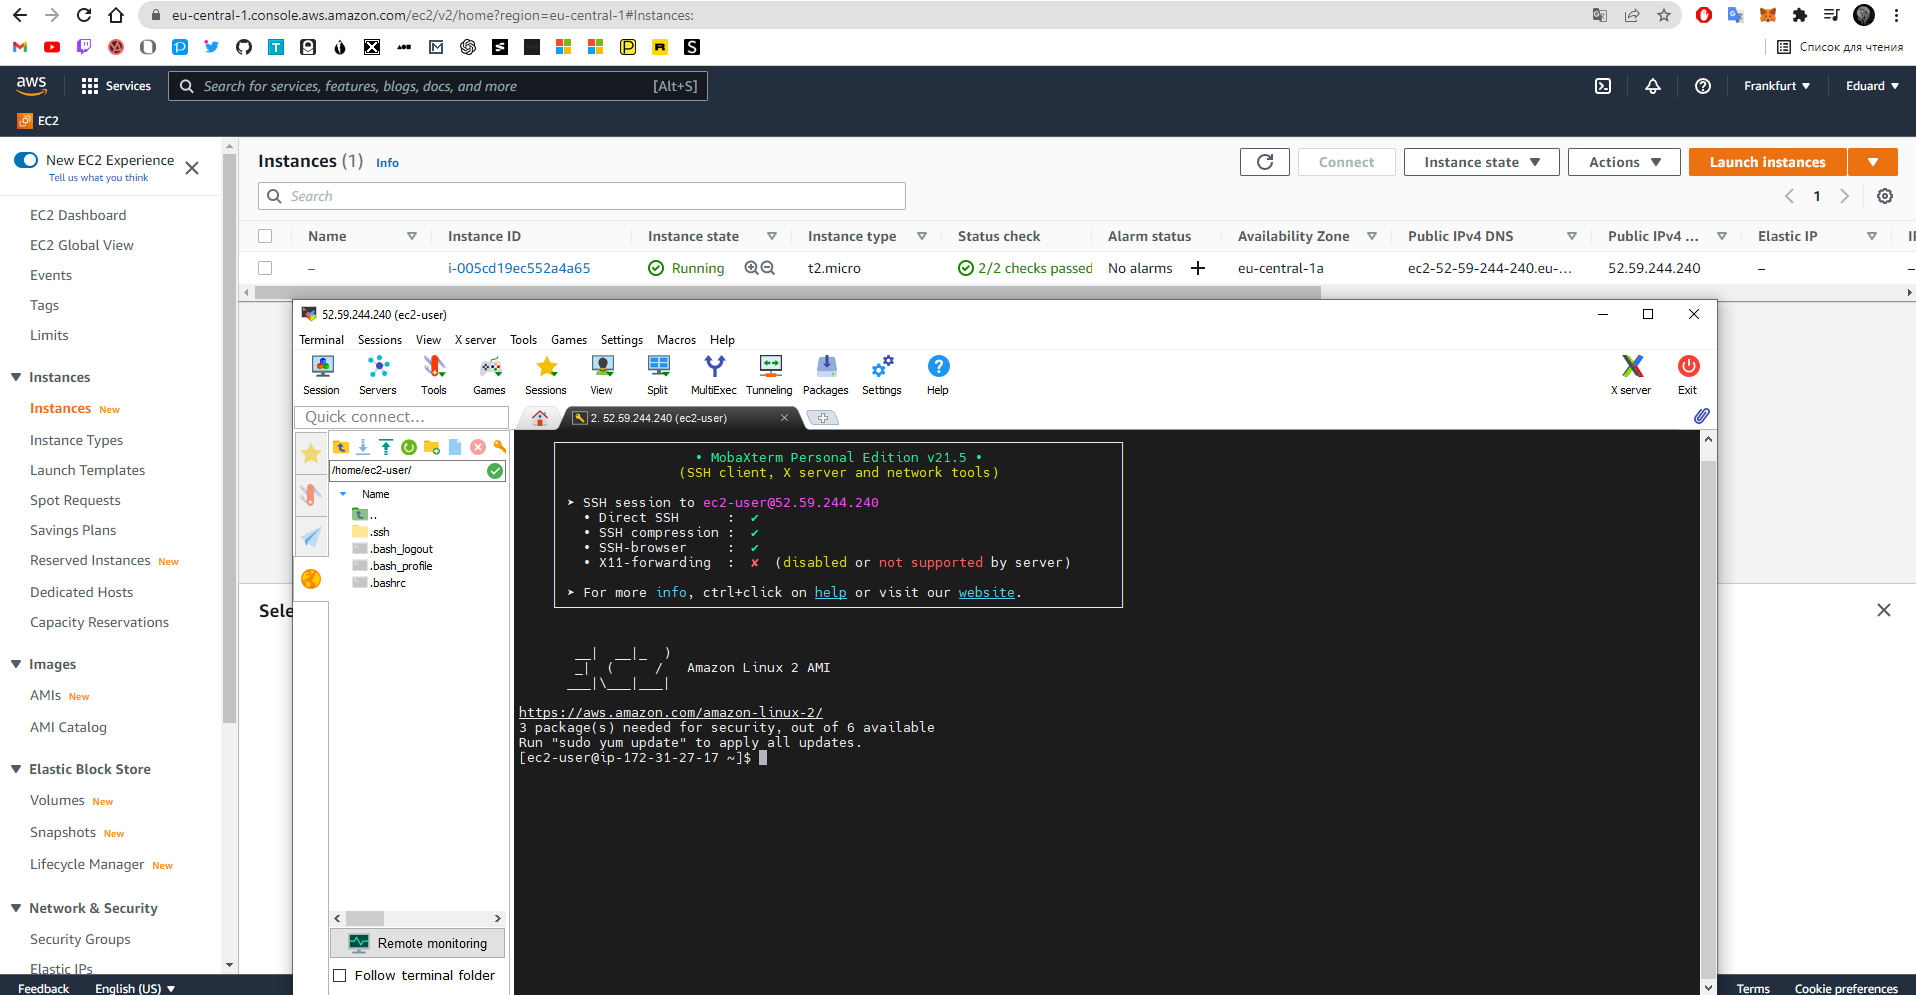 eu-central-1.console.aws.amazon.com/ec2/v2/home?region=eu-central-1#Instances:
Список для чтения
aws
Services
Search for services, features, blogs, docs, and more
[Alt+S]
Frankfurt ▼
Eduard ▼
EC2
New EC2 Experience
Tell us what you think
EC2 Dashboard
EC2 Global View
Events
Tags
Limits
Instances
Instances New
Instance Types
Launch Templates
Spot Requests
Savings Plans
Reserved Instances New
Dedicated Hosts
Capacity Reservations
Images
AMIs New
AMI Catalog
Elastic Block Store
Volumes New
Snapshots New
Lifecycle Manager New
Network & Security
Security Groups
Elastic IPs
Instances (1) Info
Connect
Instance state ▼
Actions ▼
Launch instances
Search
1
Name Instance ID Instance state Instance type Status check Alarm status Availability Zone Public IPv4 DNS Public IPv4 ... Elastic IP
– i-005cd19ec552a4a65 Running t2.micro 2/2 checks passed No alarms + eu-central-1a ec2-52-59-244-240.eu-... 52.59.244.240 – –
Sele
52.59.244.240 (ec2-user)
Terminal Sessions View X server Tools Games Settings Macros Help
Session Servers Tools Games Sessions View Split MultiExec Tunneling Packages Settings Help X server Exit
Quick connect...
2. 52.59.244.240 (ec2-user)
/home/ec2-user/
Name
..
.ssh
.bash_logout
.bash_profile
.bashrc
Remote monitoring
Follow terminal folder
• MobaXterm Personal Edition v21.5 •
(SSH client, X server and network tools)
➤ SSH session to ec2-user@52.59.244.240
• Direct SSH : ✔
• SSH compression : ✔
• SSH-browser : ✔
• X11-forwarding : ✘ (disabled or not supported by server)
➤ For more info, ctrl+click on help or visit our website.
__| __|_ )
_| ( / Amazon Linux 2 AMI
___|\___|___|
https://aws.amazon.com/amazon-linux-2/
3 package(s) needed for security, out of 6 available
Run "sudo yum update" to apply all updates.
[ec2-user@ip-172-31-27-17 ~]$
Feedback
English (US) ▼
Terms
Cookie preferences